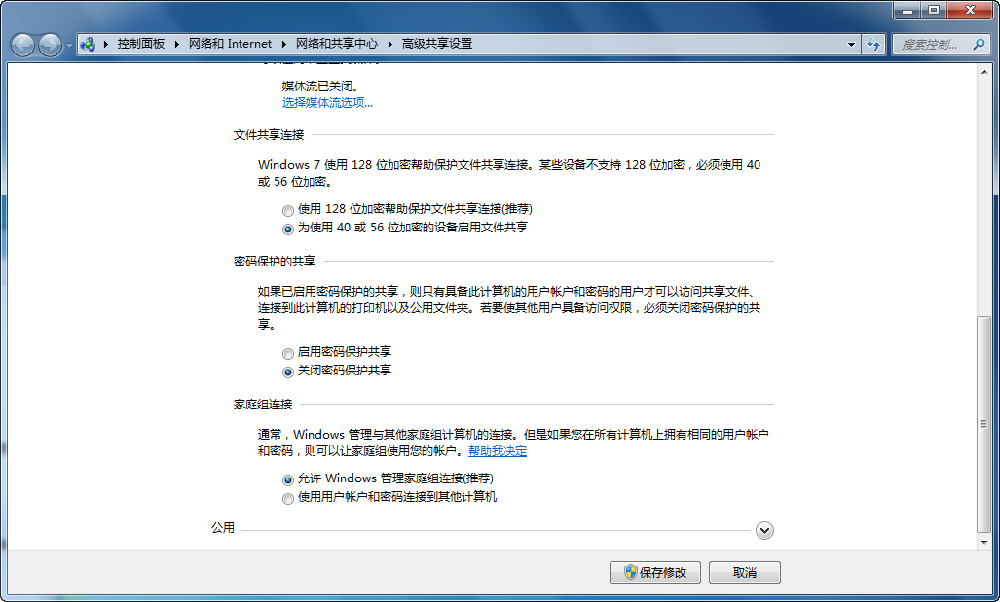 控制面板 网络和 Internet 网络和共享中心 高级共享设置
搜索控制...
媒体流已关闭。
选择媒体流选项...
文件共享连接
Windows 7 使用 128 位加密帮助保护文件共享连接。某些设备不支持 128 位加密，必须使用 40
或 56 位加密。
使用 128 位加密帮助保护文件共享连接(推荐)
为使用 40 或 56 位加密的设备启用文件共享
密码保护的共享
如果已启用密码保护的共享，则只有具备此计算机的用户帐户和密码的用户才可以访问共享文件、
连接到此计算机的打印机以及公用文件夹。若要使其他用户具备访问权限，必须关闭密码保护的共
享。
启用密码保护共享
关闭密码保护共享
家庭组连接
通常，Windows 管理与其他家庭组计算机的连接。但是如果您在所有计算机上拥有相同的用户帐户
和密码，则可以让家庭组使用您的帐户。帮助我决定
允许 Windows 管理家庭组连接(推荐)
使用用户帐户和密码连接到其他计算机
公用
保存修改
取消